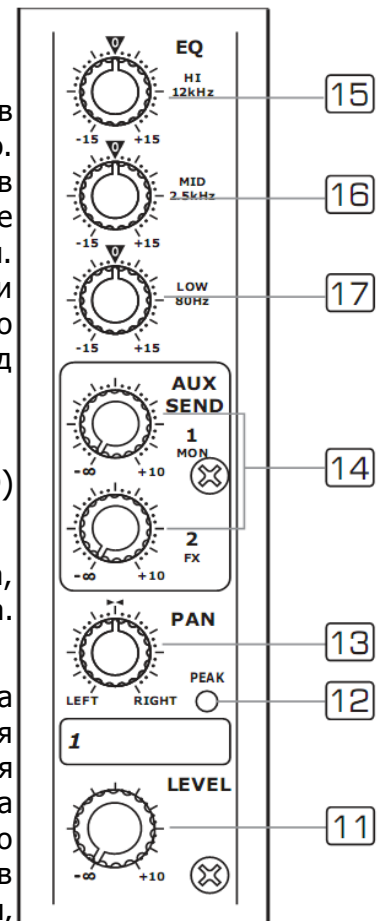 EQ
0
HI
12kHz
15
-15 +15
0
MID
2.5kHz
16
-15 +15
0
LOW
80Hz
17
-15 +15
AUX
SEND
1
MON
-∞ +10
14
2
FX
-∞ +10
PAN
13
LEFT RIGHT
PEAK
12
1
LEVEL
11
-∞ +10
в
о.
в
е
и
о
д
)
,
а.
а
я
я
а
о
в